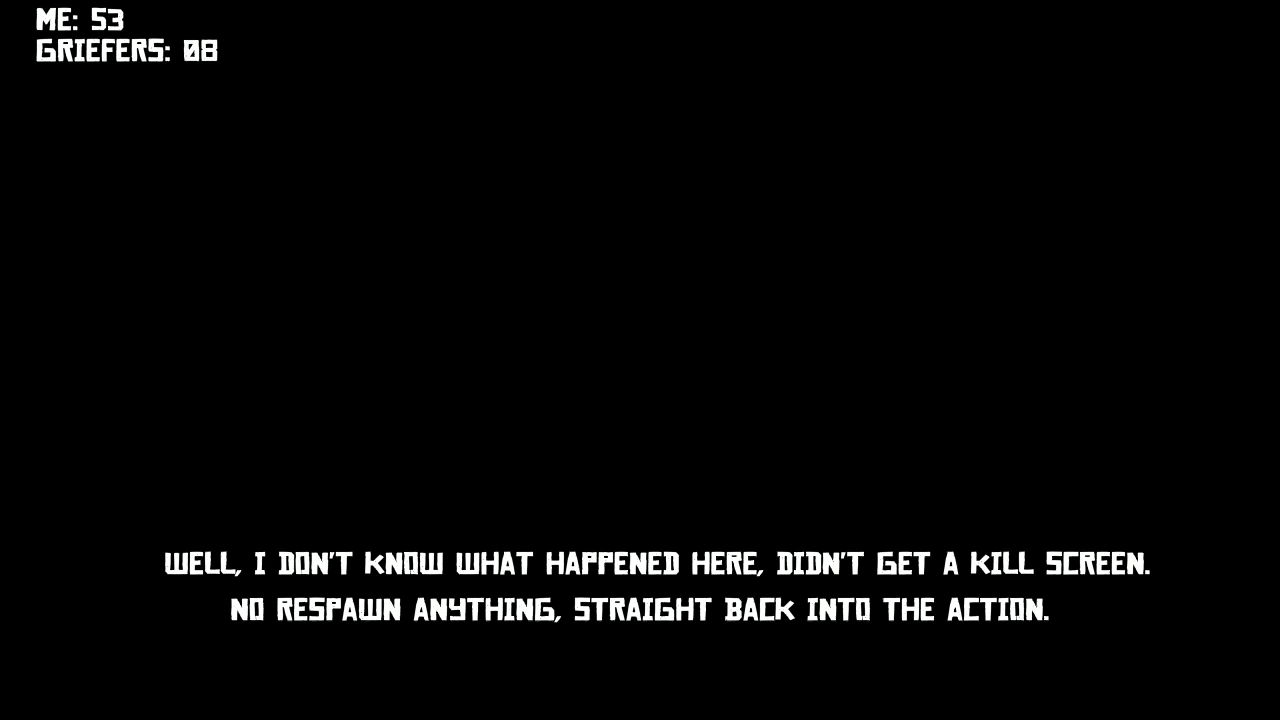 ME: 53
GRIEFERS: 08
WELL, I DON'T KNOW WHAT HAPPENED HERE, DIDN'T GET A KILL SCREEN.
NO RESPAWN ANYTHING, STRAIGHT BACK INTO THE ACTION.